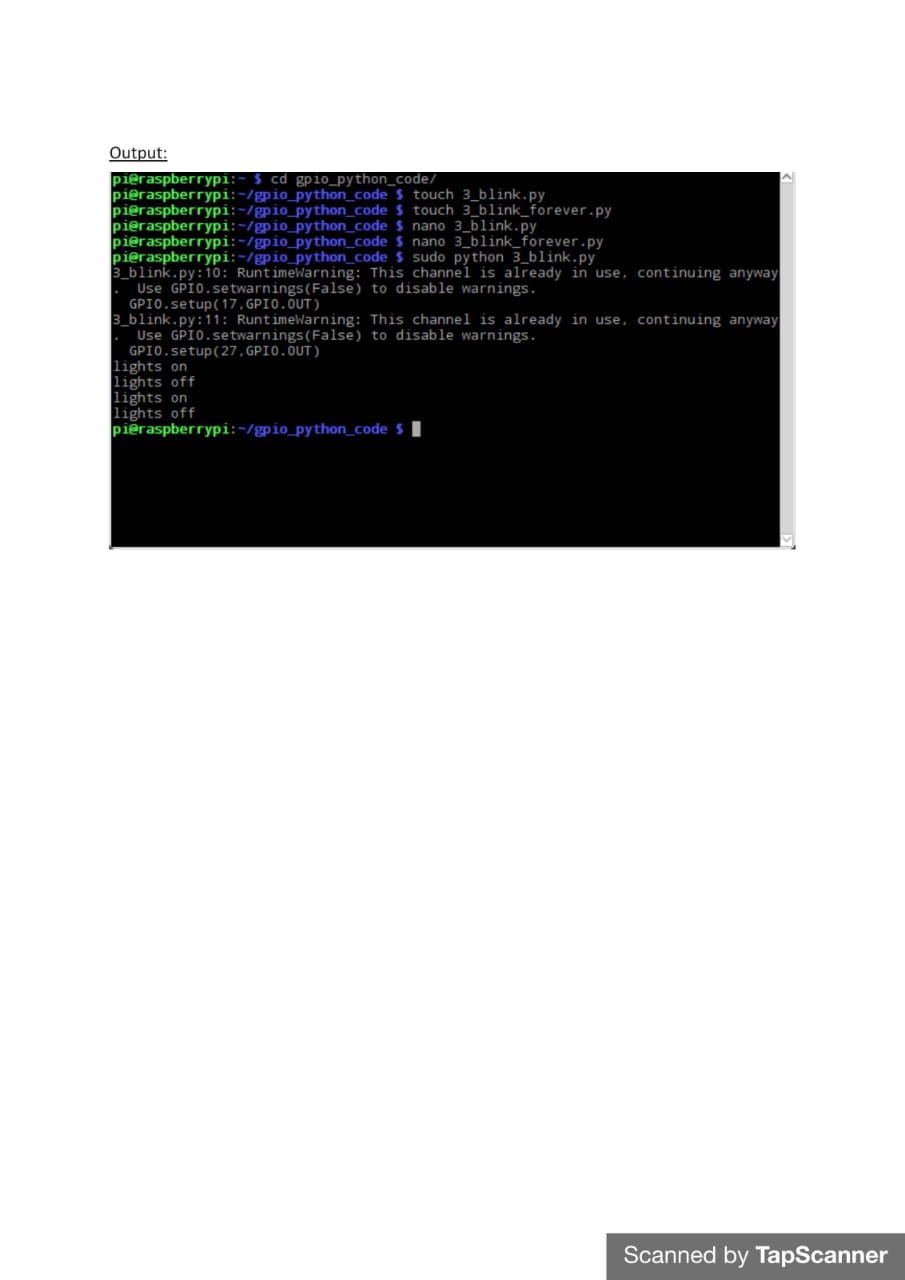 Output:
pi@raspberrypi:~ $ cd gpio_python_code/
pi@raspberrypi:~/gpio_python_code $ touch 3_blink.py
pi@raspberrypi:~/gpio_python_code $ touch 3_blink_forever.py
pi@raspberrypi:~/gpio_python_code $ nano 3_blink.py
pi@raspberrypi:~/gpio_python_code $ nano 3_blink_forever.py
pi@raspberrypi:~/gpio_python_code $ sudo python 3_blink.py
3_blink.py:10: RuntimeWarning: This channel is already in use, continuing anyway
.  Use GPIO.setwarnings(False) to disable warnings.
  GPIO.setup(17,GPIO.OUT)
3_blink.py:11: RuntimeWarning: This channel is already in use, continuing anyway
.  Use GPIO.setwarnings(False) to disable warnings.
  GPIO.setup(27,GPIO.OUT)
lights on
lights off
lights on
lights off
pi@raspberrypi:~/gpio_python_code $
Scanned by TapScanner